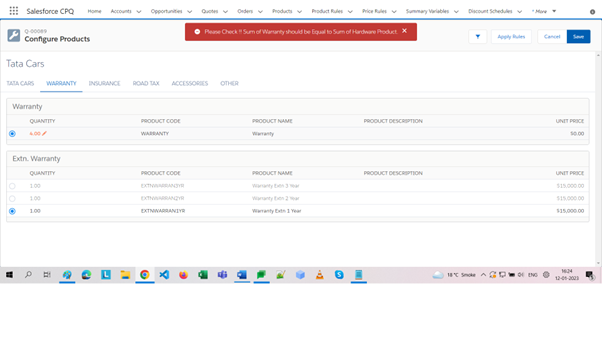 Salesforce CPQ Home Accounts Opportunities Quotes Orders Products Product Rules Price Rules Summary Variables Discount Schedules * More
Please Check !! Sum of Warranty should be Equal to Sum of Hardware Product
Q-00089
Configure Products
Apply Rules Cancel Save
Tata Cars
TATA CARS WARRANTY INSURANCE ROAD TAX ACCESSORIES OTHER
Warranty
QUANTITY PRODUCT CODE PRODUCT NAME PRODUCT DESCRIPTION UNIT PRICE
4.00 WARRANTY Warranty $0.00
Extn. Warranty
QUANTITY PRODUCT CODE PRODUCT NAME PRODUCT DESCRIPTION UNIT PRICE
1.00 EXTNWARRAN3YR Warranty Extn 3 Year $15,000.00
1.00 EXTNWARRAN2YR Warranty Extn 2 Year $15,000.00
1.00 EXTNWARRAN1YR Warranty Extn 1 Year $15,000.00
18°C Smoke ENG 16:24
12-01-2023